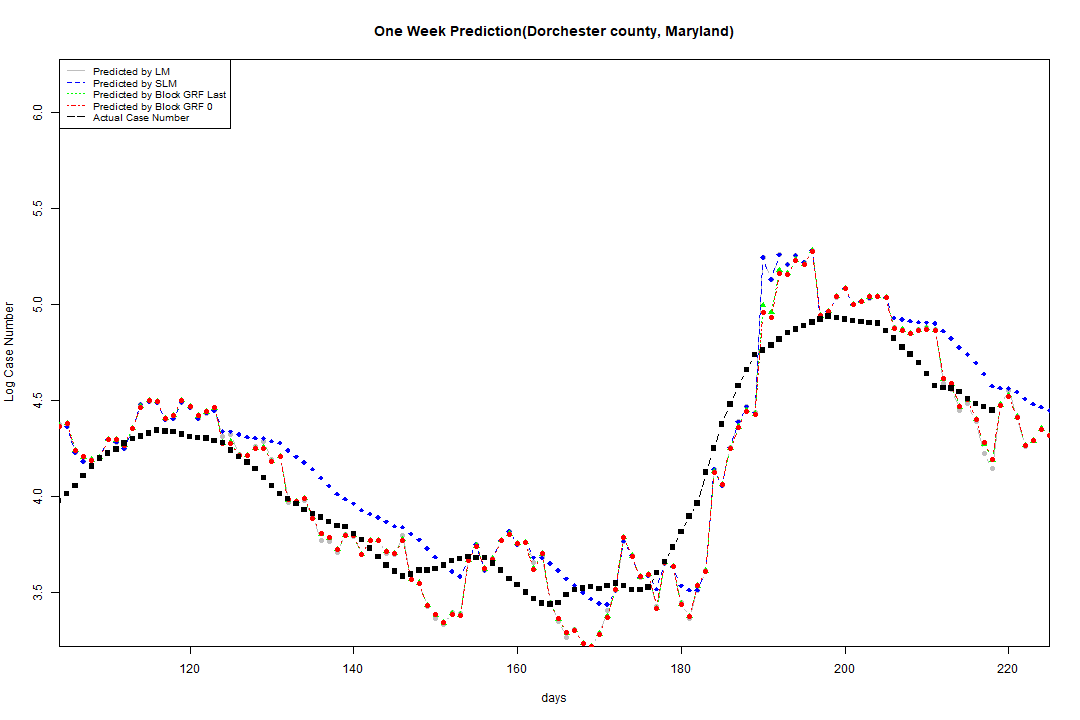 One Week Prediction(Dorchester county, Maryland)
Predicted by LM
Predicted by SLM
Predicted by Block GRF Last
Predicted by Block GRF 0
Actual Case Number
6.0
5.5
5.0
4.5
4.0
3.5
Log Case Number
120 140 160 180 200 220
days